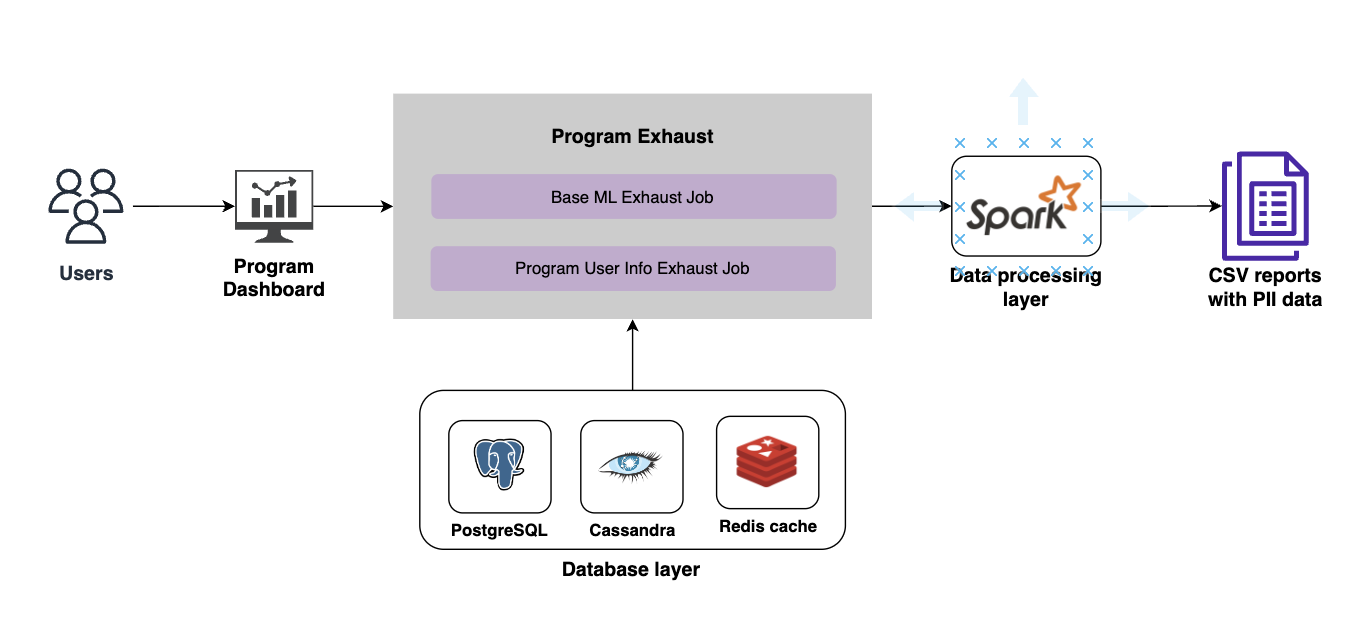 Program Exhaust
Base ML Exhaust Job
Program User Info Exhaust Job
Users
Program
Dashboard
Spark
Data processing
layer
CSV reports
with PII data
PostgreSQL
Cassandra
Redis cache
Database layer